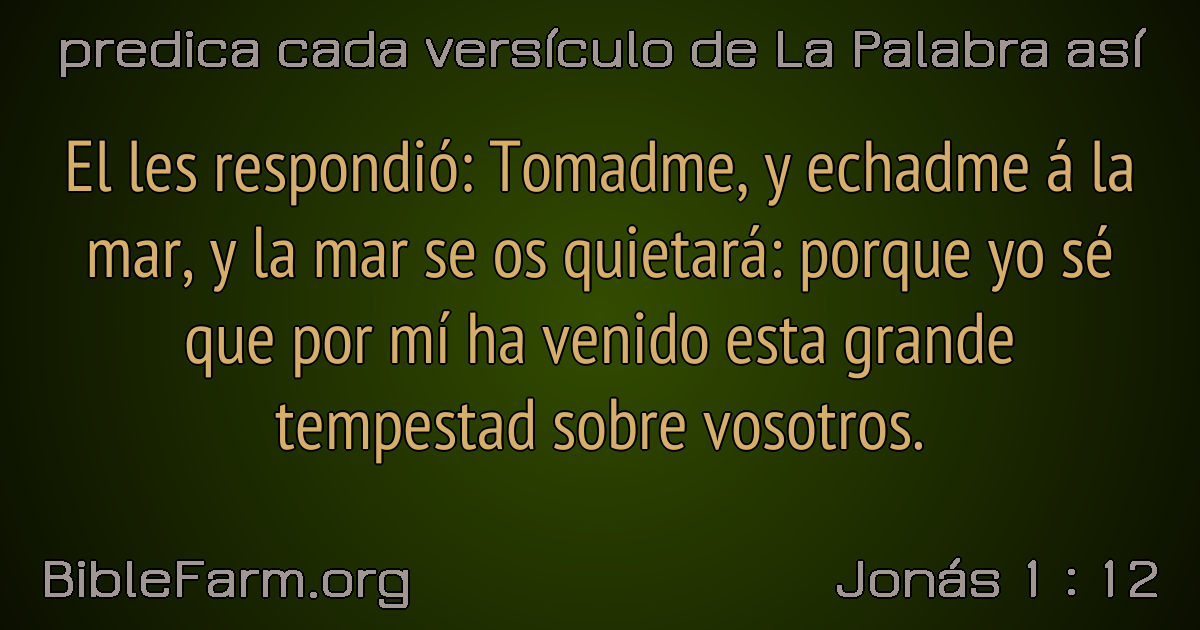 predica cada versículo de La Palabra así
El les respondió: Tomadme, y echadme á la
mar, y la mar se os quietará: porque yo sé
que por mí ha venido esta grande
tempestad sobre vosotros.
BibleFarm.org
Jonás 1 : 12